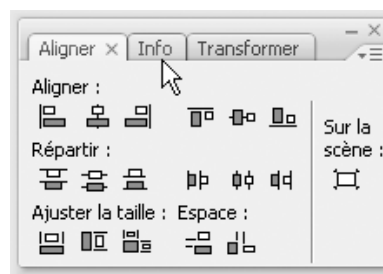 Aligner × Info Transformer
Aligner :
Sur la
scène :
Répartir :
Ajuster la taille : Espace :